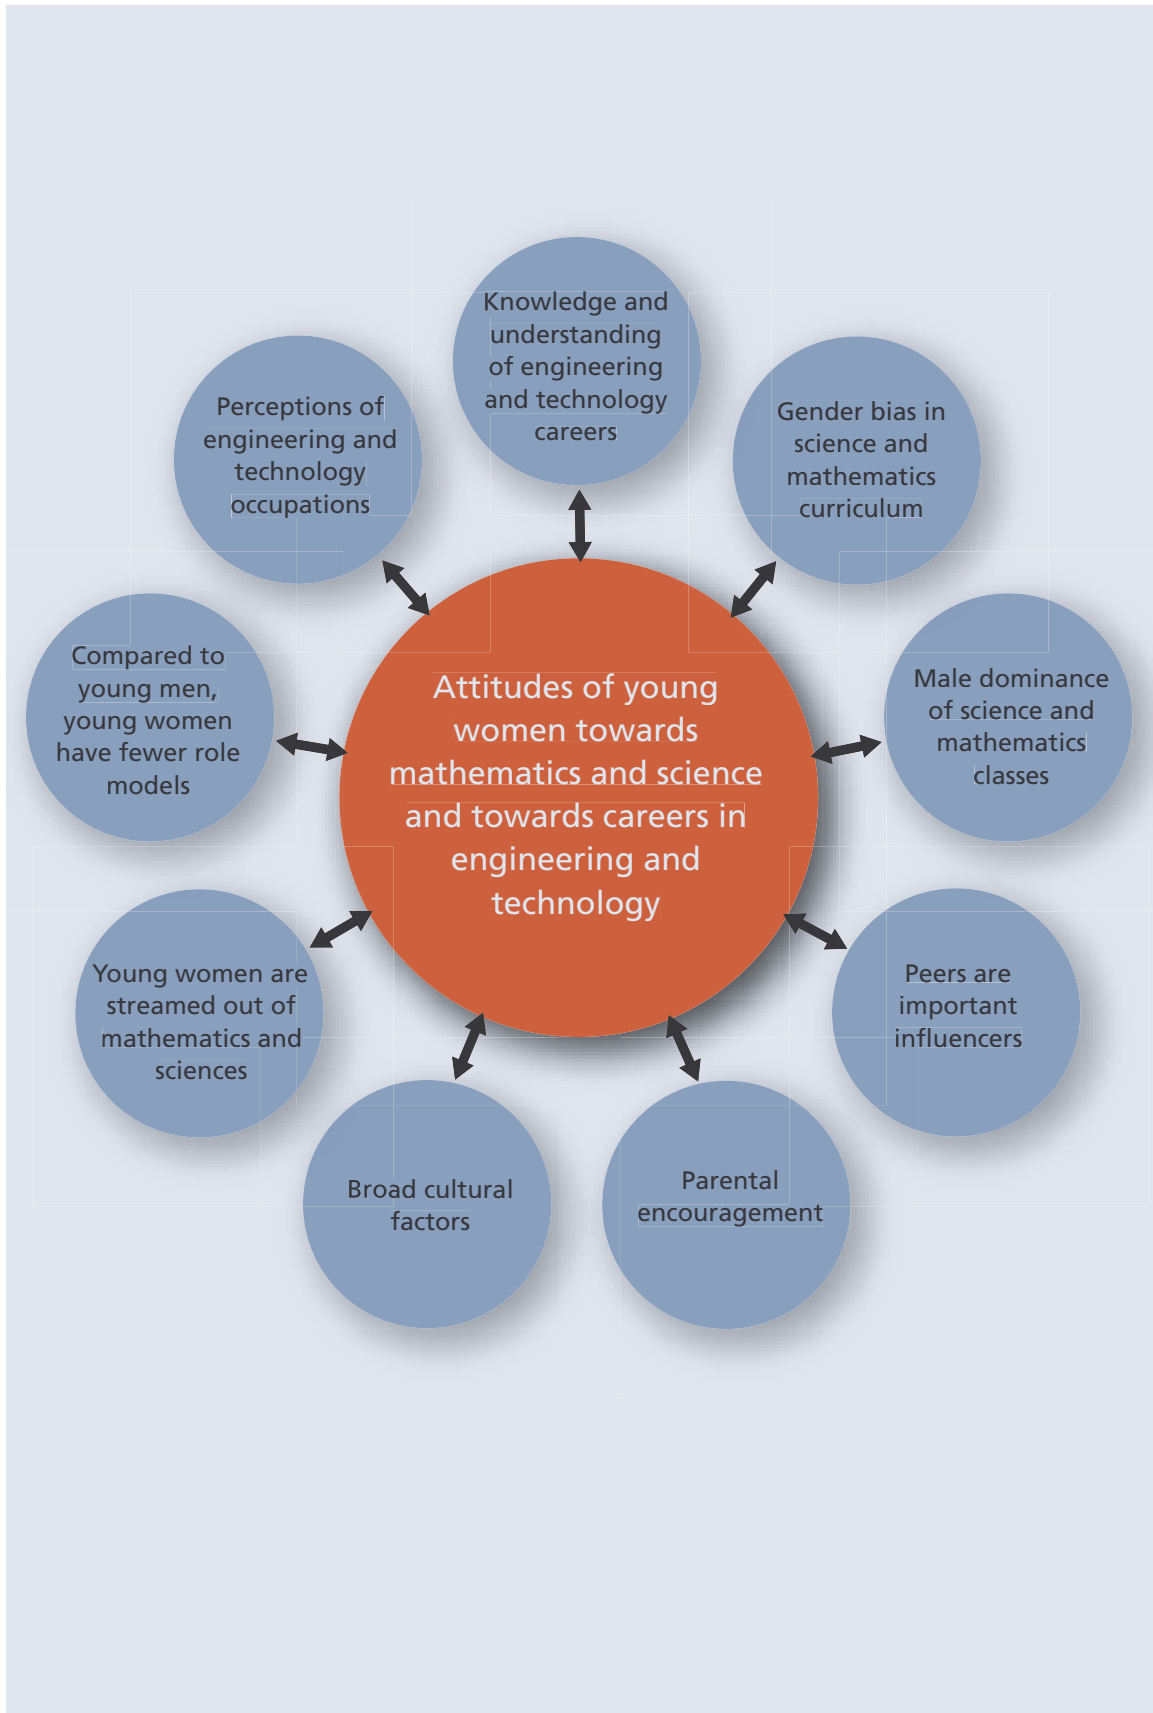 Knowledge and
understanding
of engineering
and technology
careers
Perceptions of
engineering and
technology
occupations
Gender bias in
science and
mathematics
curriculum
Compared to
young men,
young women
have fewer role
models
Attitudes of young
women towards
mathematics and science
and towards careers in
engineering and
technology
Male dominance
of science and
mathematics
classes
Young women are
streamed out of
mathematics and
sciences
Peers are
important
influencers
Broad cultural
factors
Parental
encouragement